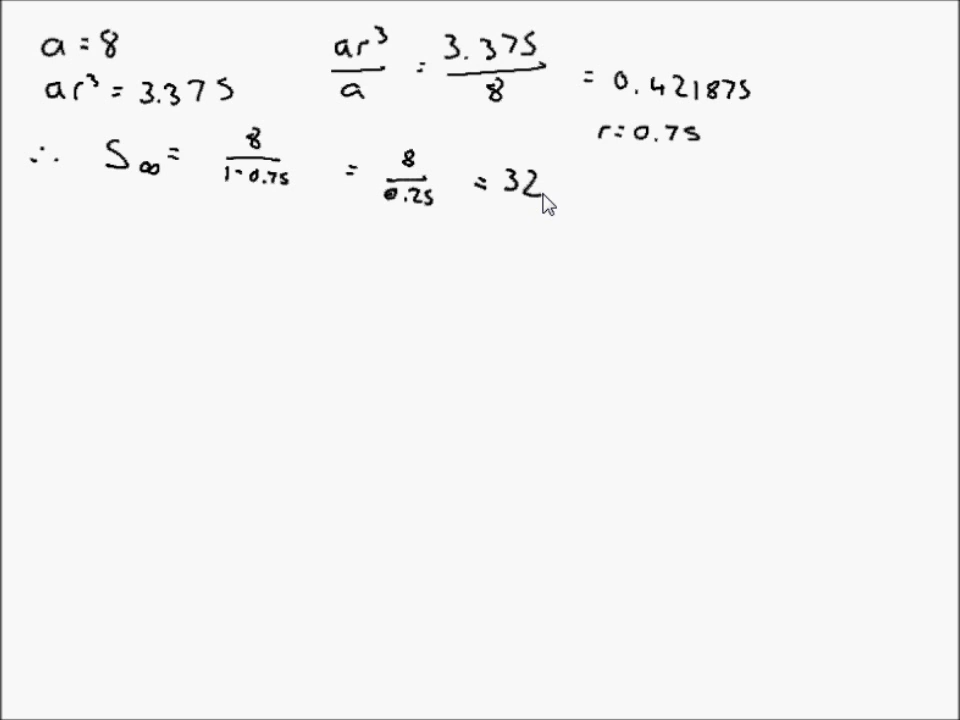 a = 8
ar³ = 3.375
ar³/a = 3.375/8 = 0.421875
r = 0.75
∴ S∞ = 8/1-0.75 = 8/0.25 = 32